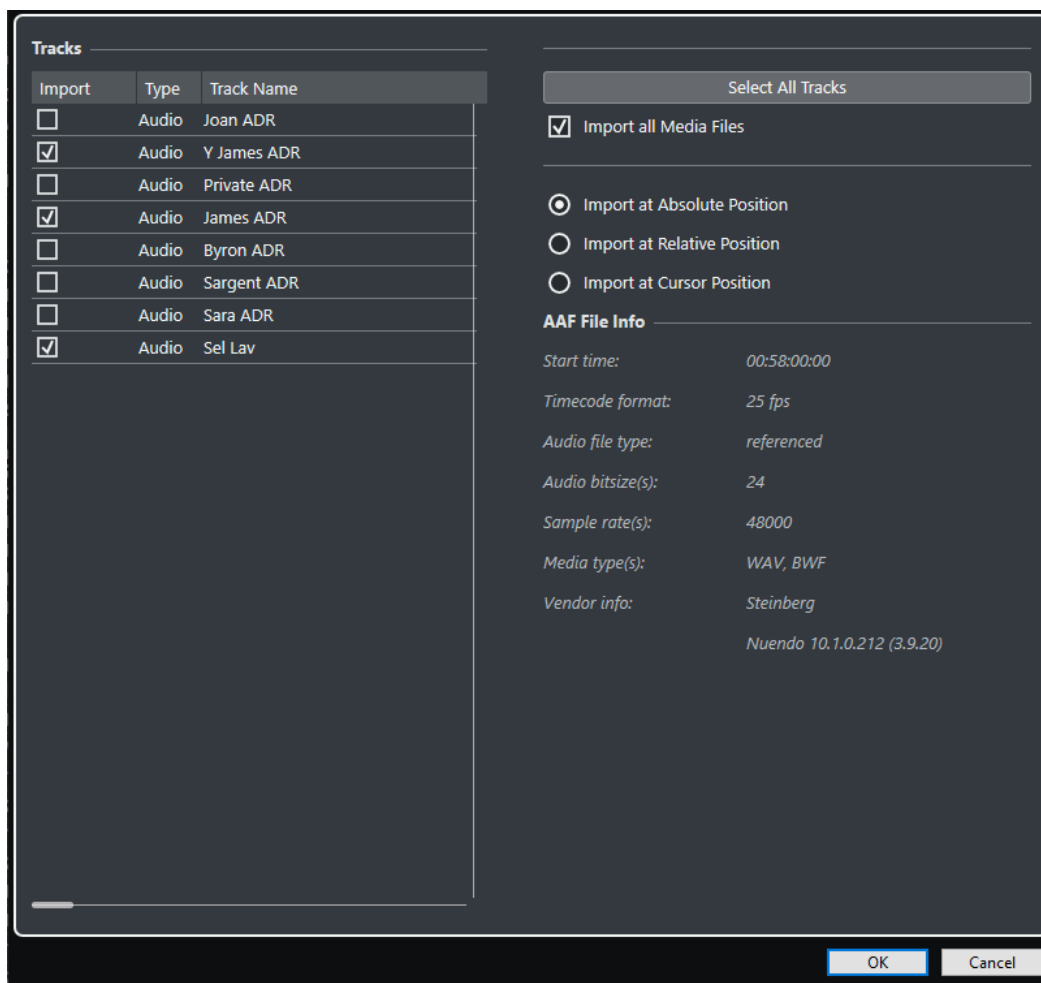 Tracks
Import Type Track Name
Audio Joan ADR
Audio Y James ADR
Audio Private ADR
Audio James ADR
Audio Byron ADR
Audio Sargent ADR
Audio Sara ADR
Audio Sel Lav
Select All Tracks
Import all Media Files
Import at Absolute Position
Import at Relative Position
Import at Cursor Position
AAF File Info
Start time: 00:58:00:00
Timecode format: 25 fps
Audio file type: referenced
Audio bitsize(s): 24
Sample rate(s): 48000
Media type(s): WAV, BWF
Vendor info: Steinberg
Nuendo 10.1.0.212 (3.9.20)
OK Cancel